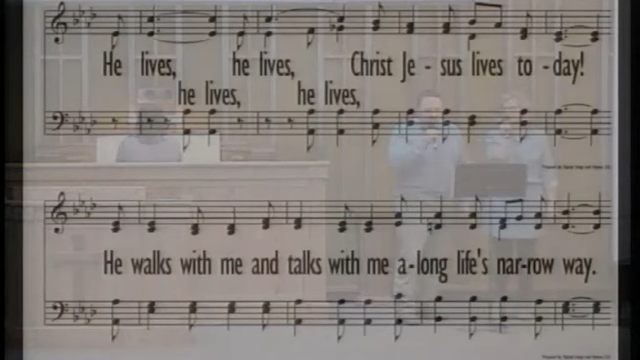 He lives, he lives, Christ Je - sus lives to - day!
he lives, he lives,
He walks with me and talks with me a - long life's nar - row way.